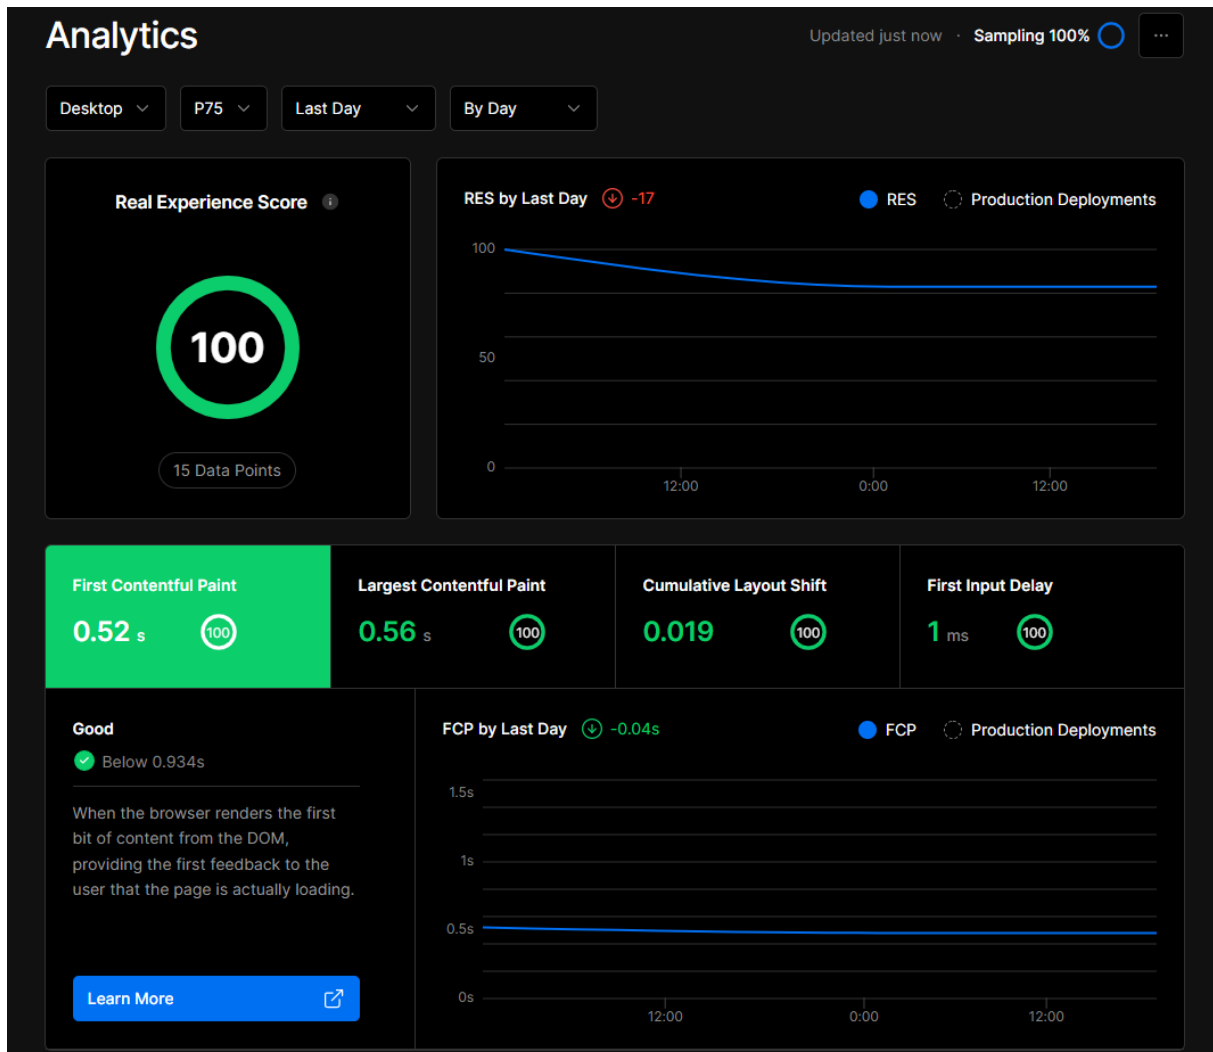 Analytics
Updated just now · Sampling 100%
Desktop P75 Last Day By Day
Real Experience Score
100
15 Data Points
RES by Last Day -17
RES Production Deployments
100
50
0
12:00 0:00 12:00
First Contentful Paint
0.52 s 100
Largest Contentful Paint
0.56 s 100
Cumulative Layout Shift
0.019 100
First Input Delay
1 ms 100
Good
Below 0.934s
When the browser renders the first
bit of content from the DOM,
providing the first feedback to the
user that the page is actually loading.
Learn More
FCP by Last Day -0.04s
FCP Production Deployments
1.5s
1s
0.5s
0s
12:00 0:00 12:00